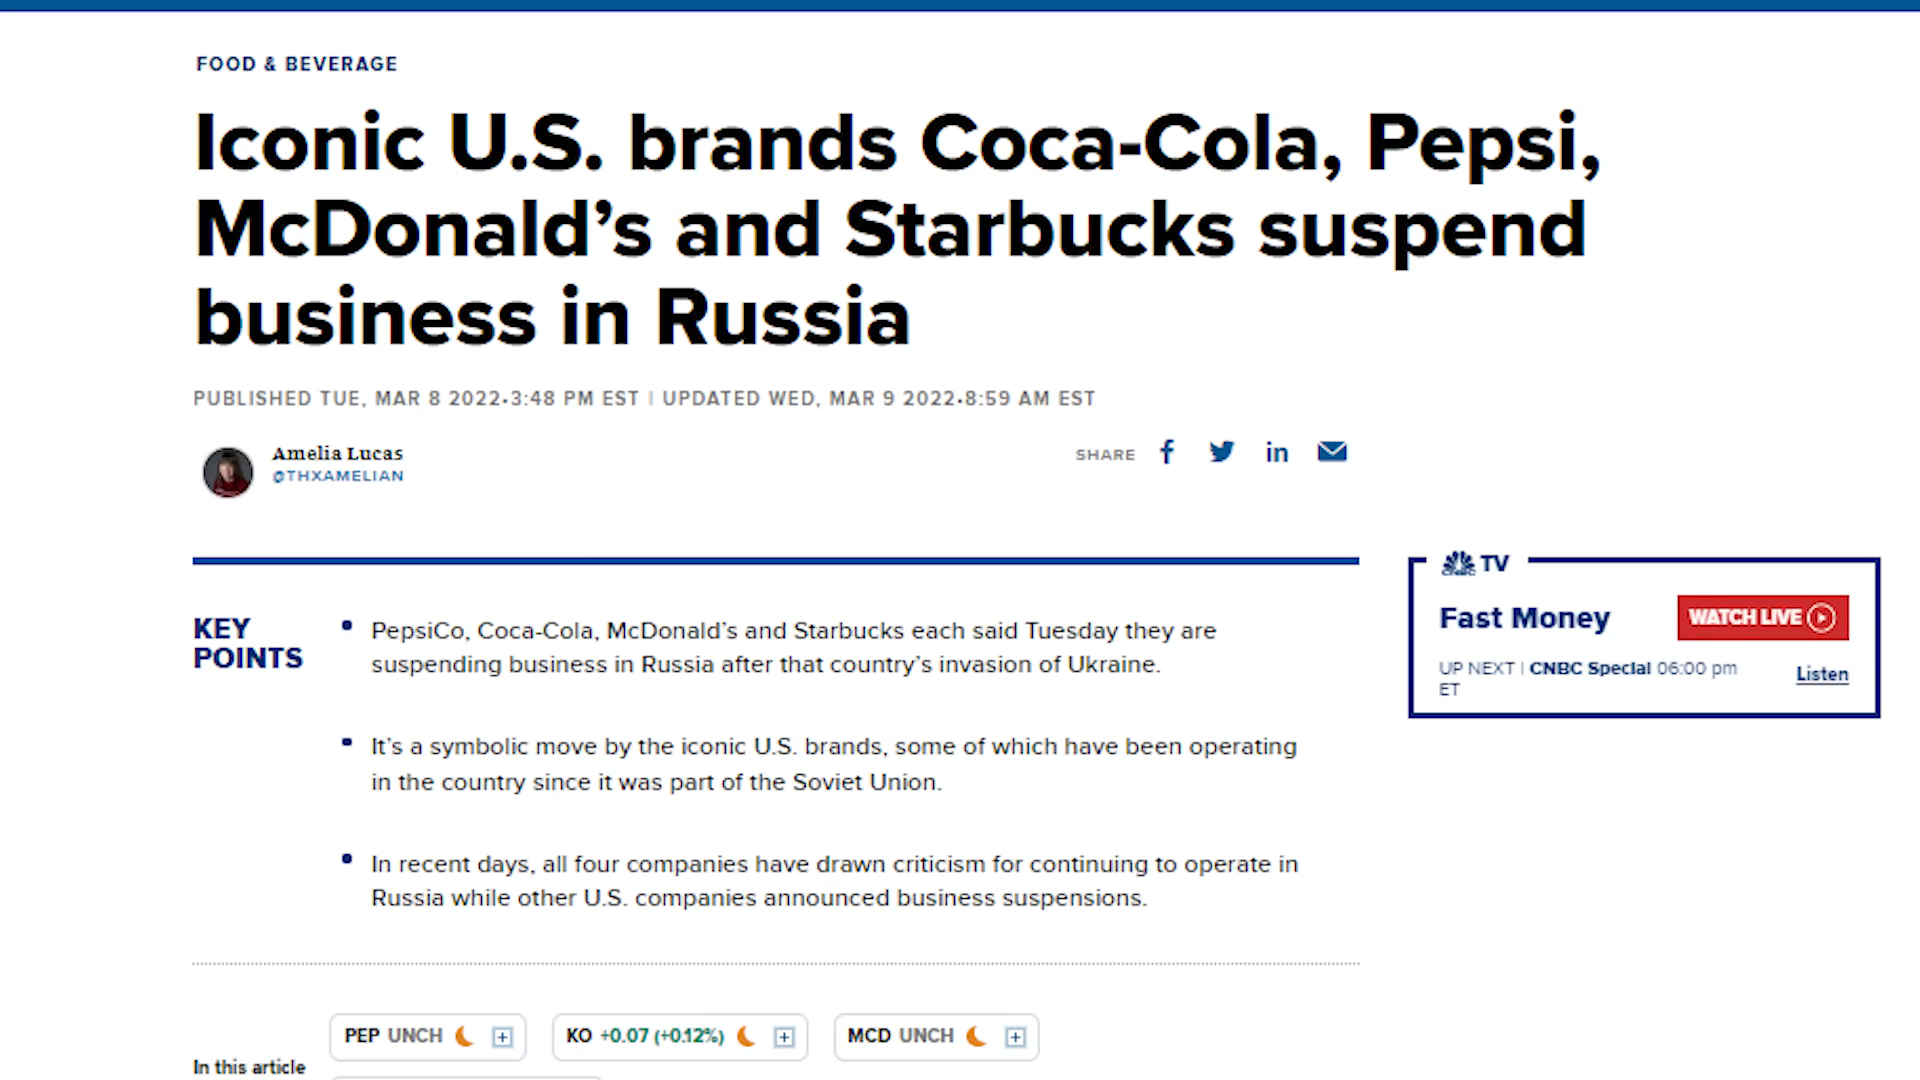 FOOD & BEVERAGE
Iconic U.S. brands Coca-Cola, Pepsi,
McDonald’s and Starbucks suspend
business in Russia
PUBLISHED TUE, MAR 8 2022•3:48 PM EST | UPDATED WED, MAR 9 2022•8:59 AM EST
Amelia Lucas
@THXAMELIAN
SHARE
KEY
POINTS
PepsiCo, Coca-Cola, McDonald’s and Starbucks each said Tuesday they are
suspending business in Russia after that country’s invasion of Ukraine.
It’s a symbolic move by the iconic U.S. brands, some of which have been operating
in the country since it was part of the Soviet Union.
In recent days, all four companies have drawn criticism for continuing to operate in
Russia while other U.S. companies announced business suspensions.
CNBC TV
Fast Money
WATCH LIVE
UP NEXT | CNBC Special 06:00 pm
ET
Listen
In this article
PEP UNCH
KO +0.07 (+0.12%)
MCD UNCH